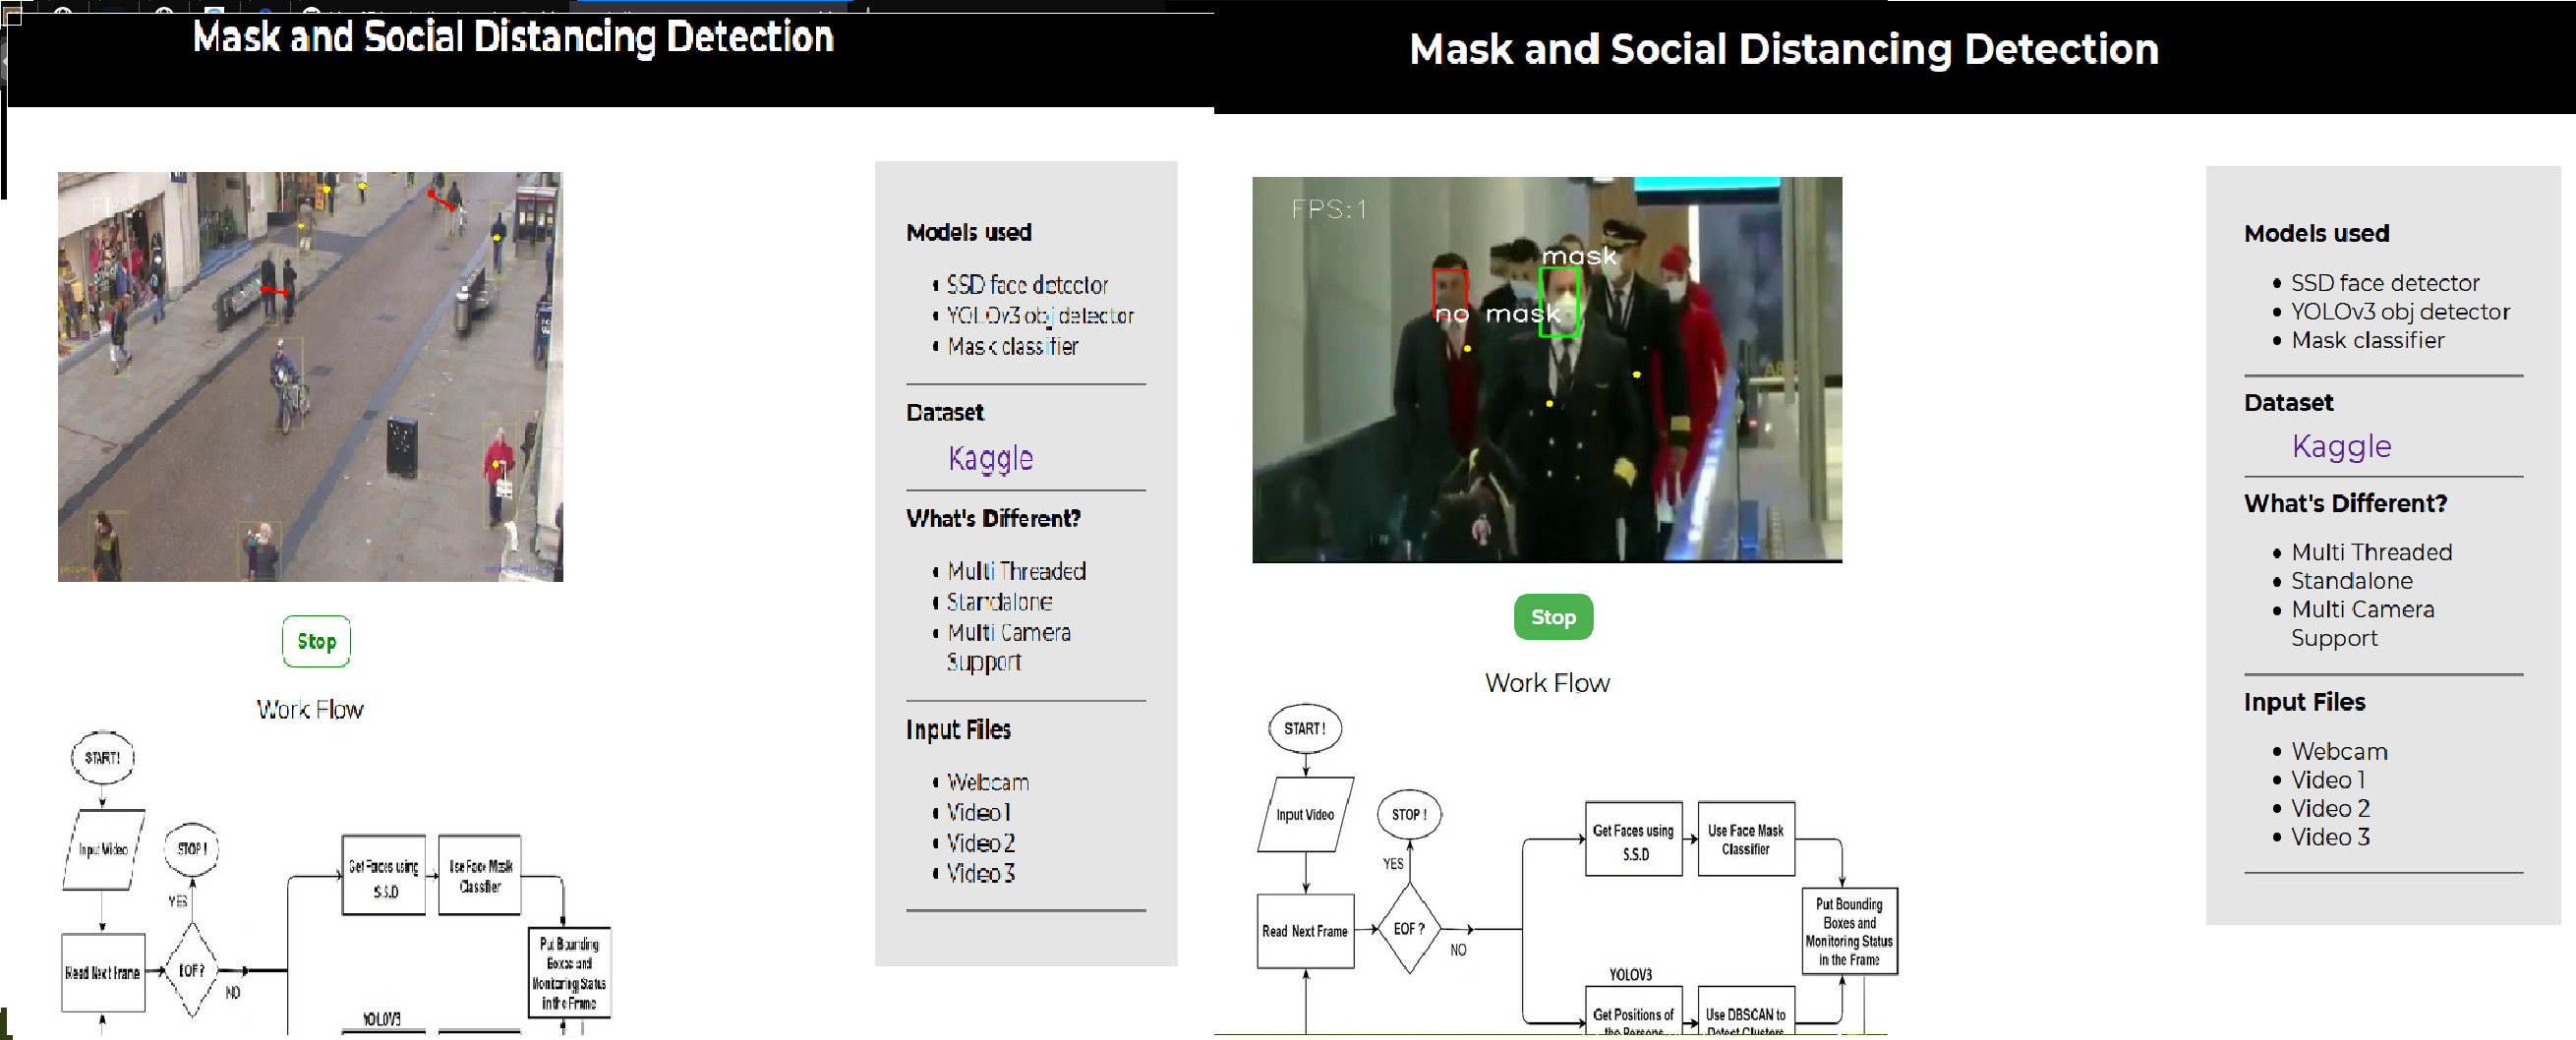 Mask and Social Distancing Detection
FPS:
Models used
SSD face detector
YOLOv3 obj detector
Mask classifier
Dataset
Kaggle
What's Different?
Multi Threaded
Standalone
Multi Camera
Support
Input Files
Webcam
Video 1
Video 2
Video 3
Stop
Work Flow
START!
Input Video
STOP !
YES
Read Next Frame
EOF ?
NO
Get Faces using
S.S.D
Use Face Mask
Classifier
Put Bounding
Boxes and
Monitoring Status
in the Frame
YOLOV3
Mask and Social Distancing Detection
FPS:1
mask
no mask
Models used
SSD face detector
YOLOv3 obj detector
Mask classifier
Dataset
Kaggle
What's Different?
Multi Threaded
Standalone
Multi Camera
Support
Input Files
Webcam
Video 1
Video 2
Video 3
Stop
Work Flow
START !
Input Video
STOP !
YES
Read Next Frame
EOF ?
NO
Get Faces using
S.S.D
Use Face Mask
Classifier
Put Bounding
Boxes and
Monitoring Status
in the Frame
YOLOV3
Get Positions of
the Persons
Use DBSCAN to
Detect Clusters